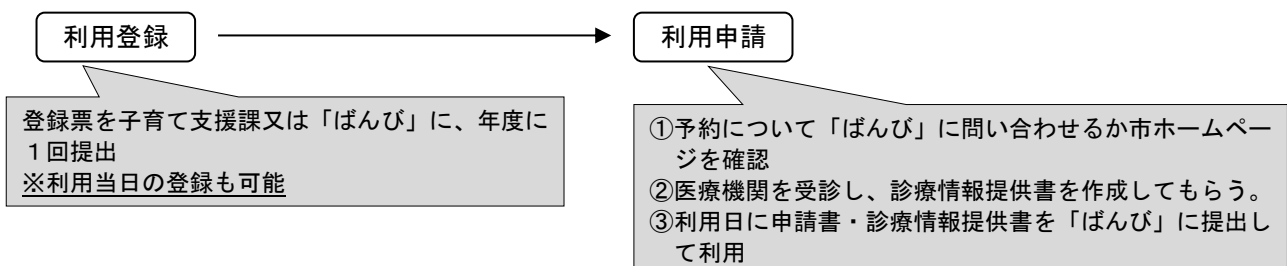 利用登録
利用申請
登録票を子育て支援課又は「ばんび」に、年度に
１回提出
※利用当日の登録も可能
①予約について「ばんび」に問い合わせるか市ホームペー
ジを確認
②医療機関を受診し、診療情報提供書を作成してもらう。
③利用日に申請書・診療情報提供書を「ばんび」に提出し
て利用